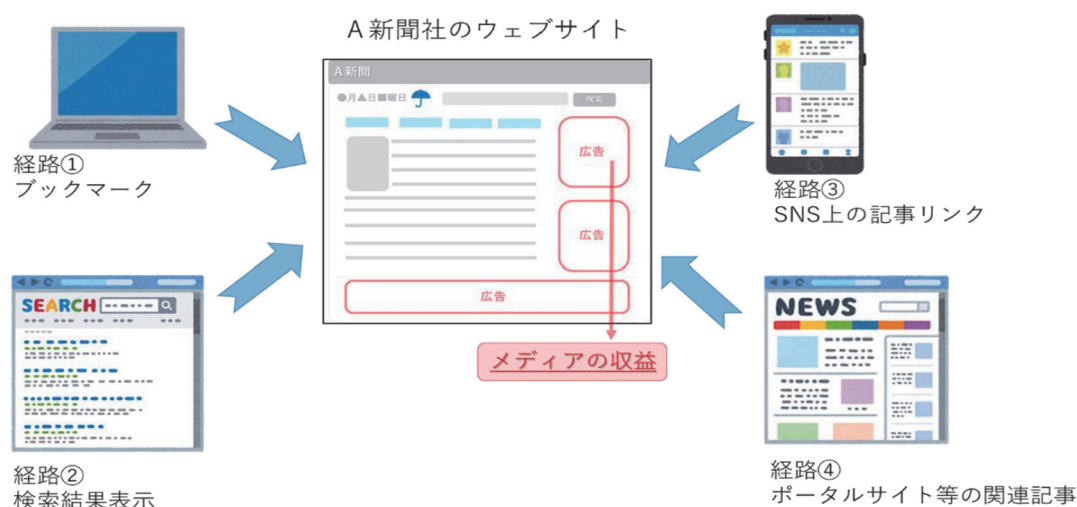 A新聞社のウェブサイト
A新聞
●月▲日■曜日
検索
広告
広告
広告
メディアの収益
経路①
ブックマーク
経路③
SNS上の記事リンク
SEARCH
経路②
検索結果表示
NEWS
経路④
ポータルサイト等の関連記事